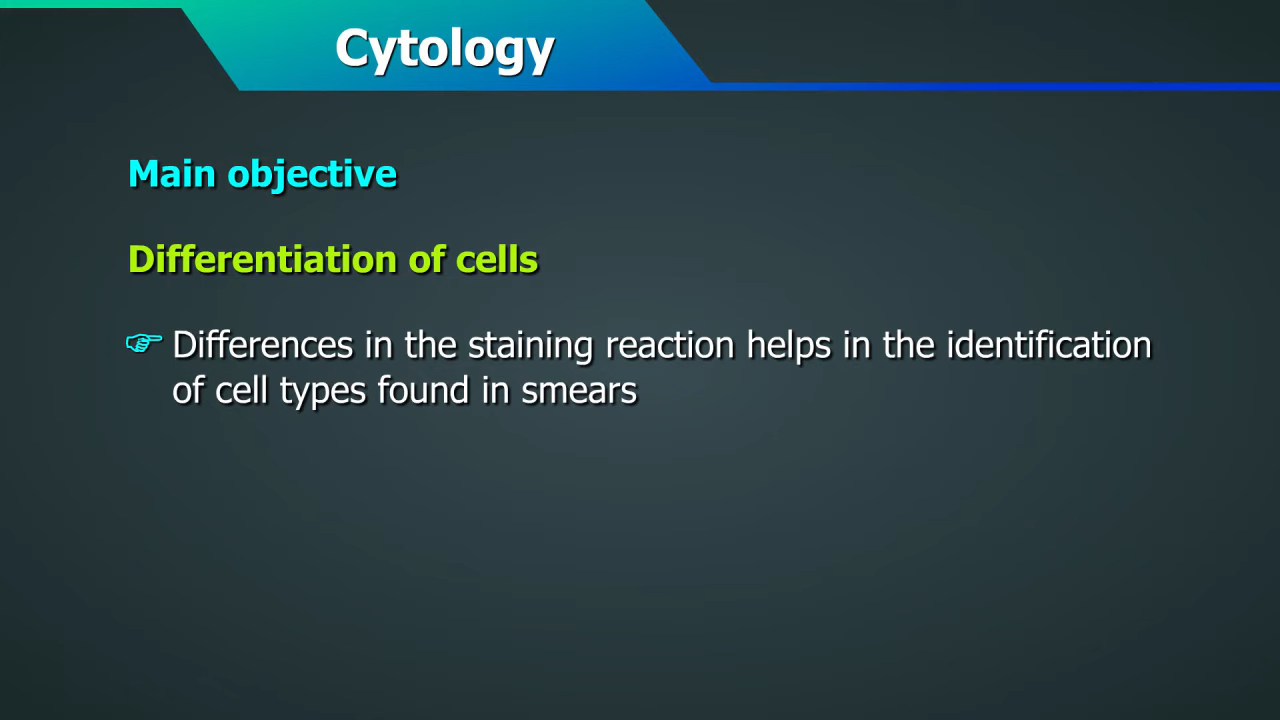 Cytology
Main objective
Differentiation of cells
Differences in the staining reaction helps in the identification
of cell types found in smears